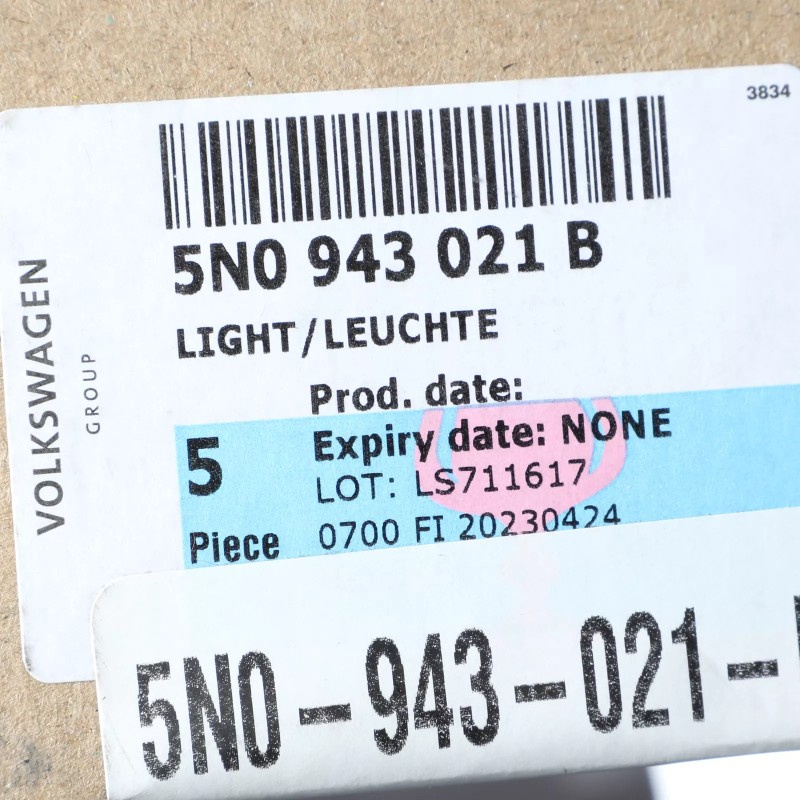 3834
5N0 943 021 B
LIGHT/LEUCHTE
VOLKSWAGEN
GROUP
Prod. date:
5
Expiry date: NONE
LOT: LS711617
Piece
0700 FI 20230424
5N0-943-021-